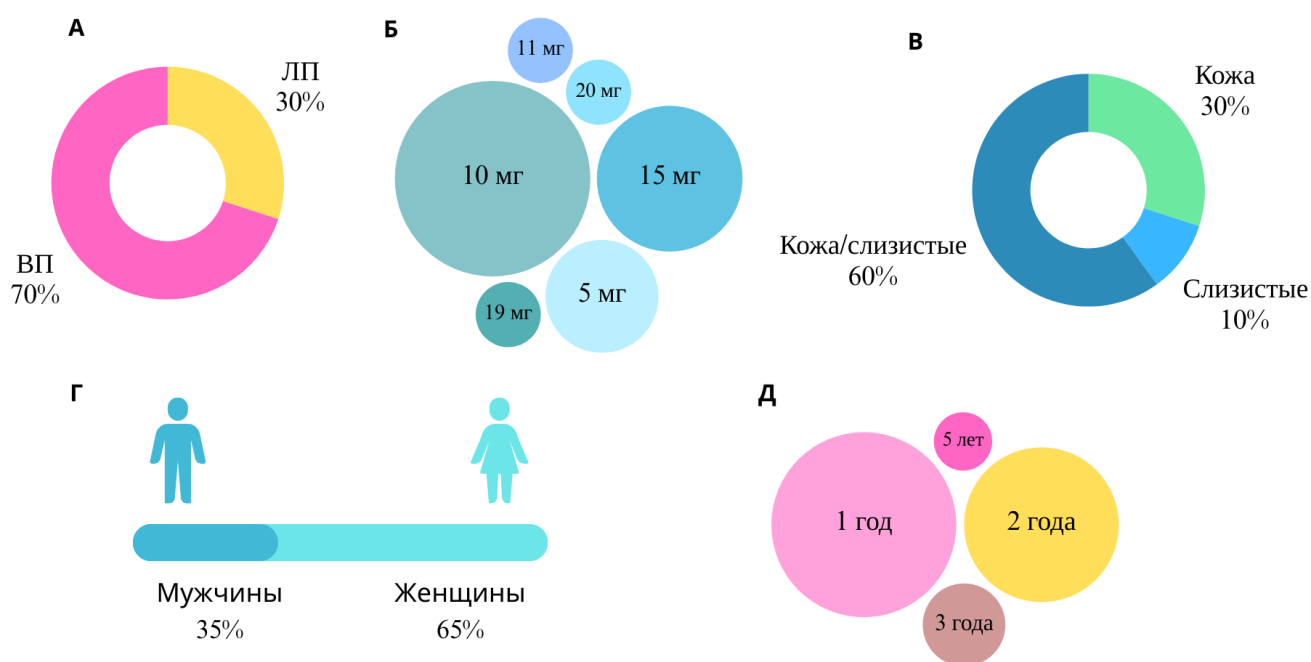 А
ЛП
30%
ВП
70%
Б
11 мг
20 мг
10 мг
15 мг
5 мг
19 мг
В
Кожа
30%
Кожа/слизистые
60%
Слизистые
10%
Г
Мужчины
35%
Женщины
65%
Д
5 лет
1 год
2 года
3 года